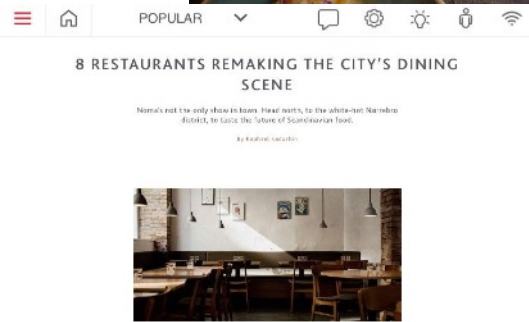 POPULAR
8 RESTAURANTS REMAKING THE CITY'S DINING
SCENE
Noma's not the only show in town. Head north, to the white-hot Nørrebro
district, to taste the future of Scandinavian food.